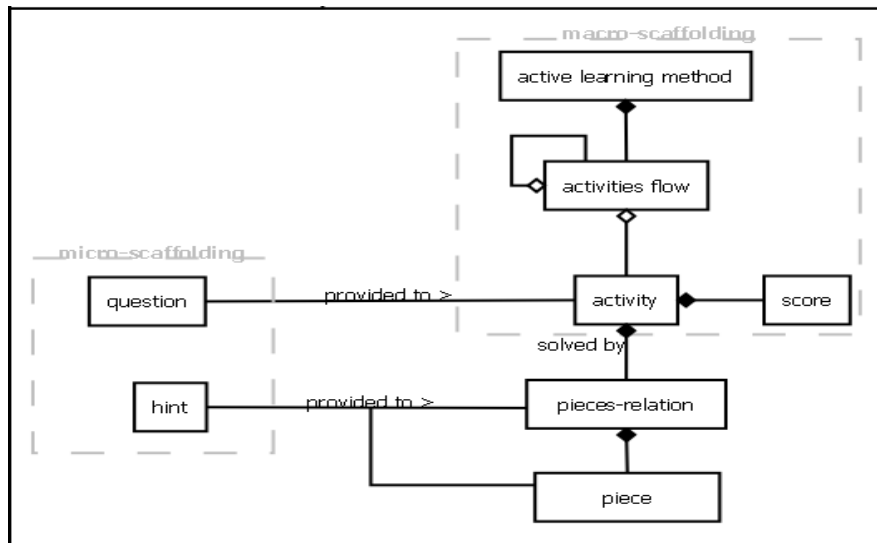 macro-scaffolding
active learning method
activities flow
micro-scaffolding
question
provided to >
activity
score
solved by
hint
provided to >
pieces-relation
piece